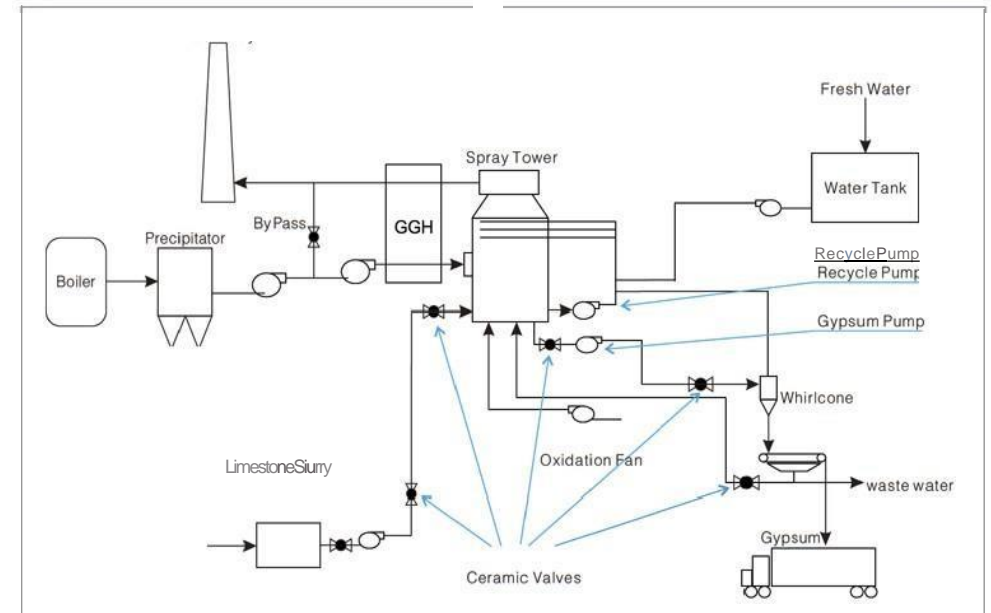 Fresh Water
Spray Tower
Water Tank
By Pass
GGH
Precipitator
Boiler
RecyclePump
Recycle Pump
Gypsum Pump
Whirlcone
LimestoneSiurry
Oxidation Fan
waste water
Gypsum
Ceramic Valves